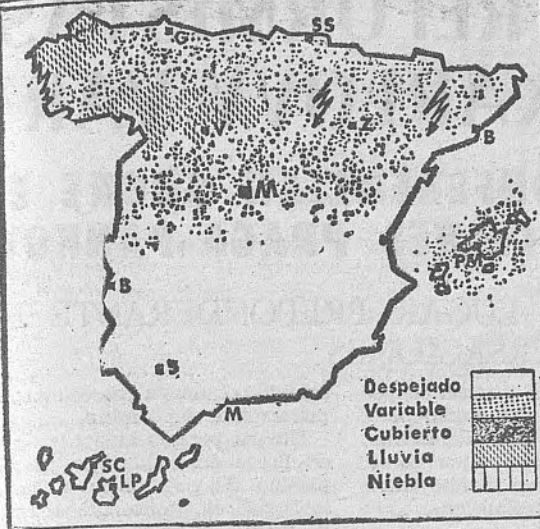 C
G
SS
V
Z
B
M
PM
B
S
M
SC
LP
Despejado
Variable
Cubierto
Lluvia
Niebla